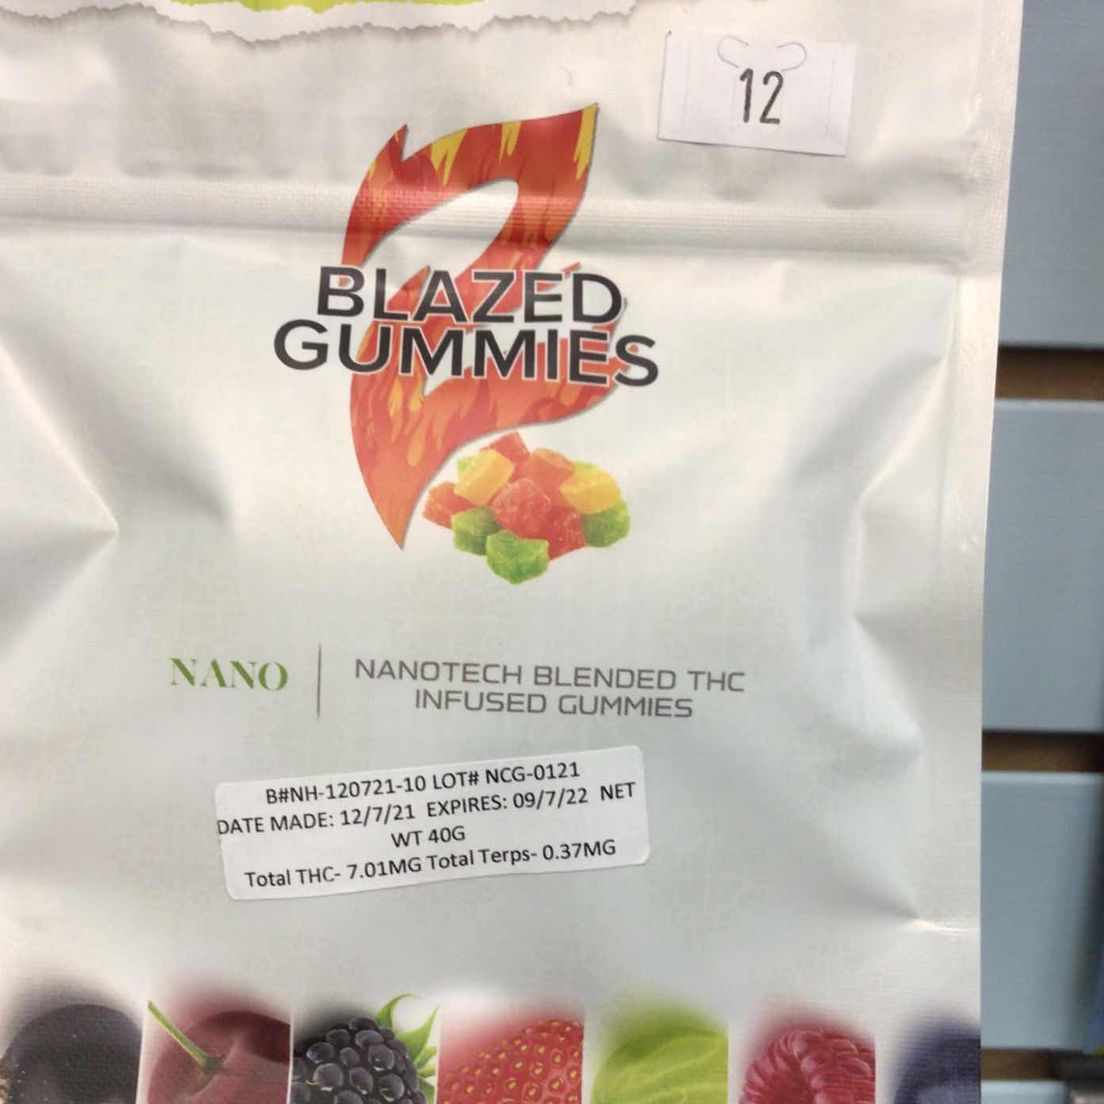 12
BLAZED
GUMMIES
NANO
NANOTECH BLENDED THC
INFUSED GUMMIES
B#NH-120721-10 LOT# NCG-0121
DATE MADE: 12/7/21 EXPIRES: 09/7/22 NET
WT 40G
Total THC- 7.01MG Total Terps- 0.37MG